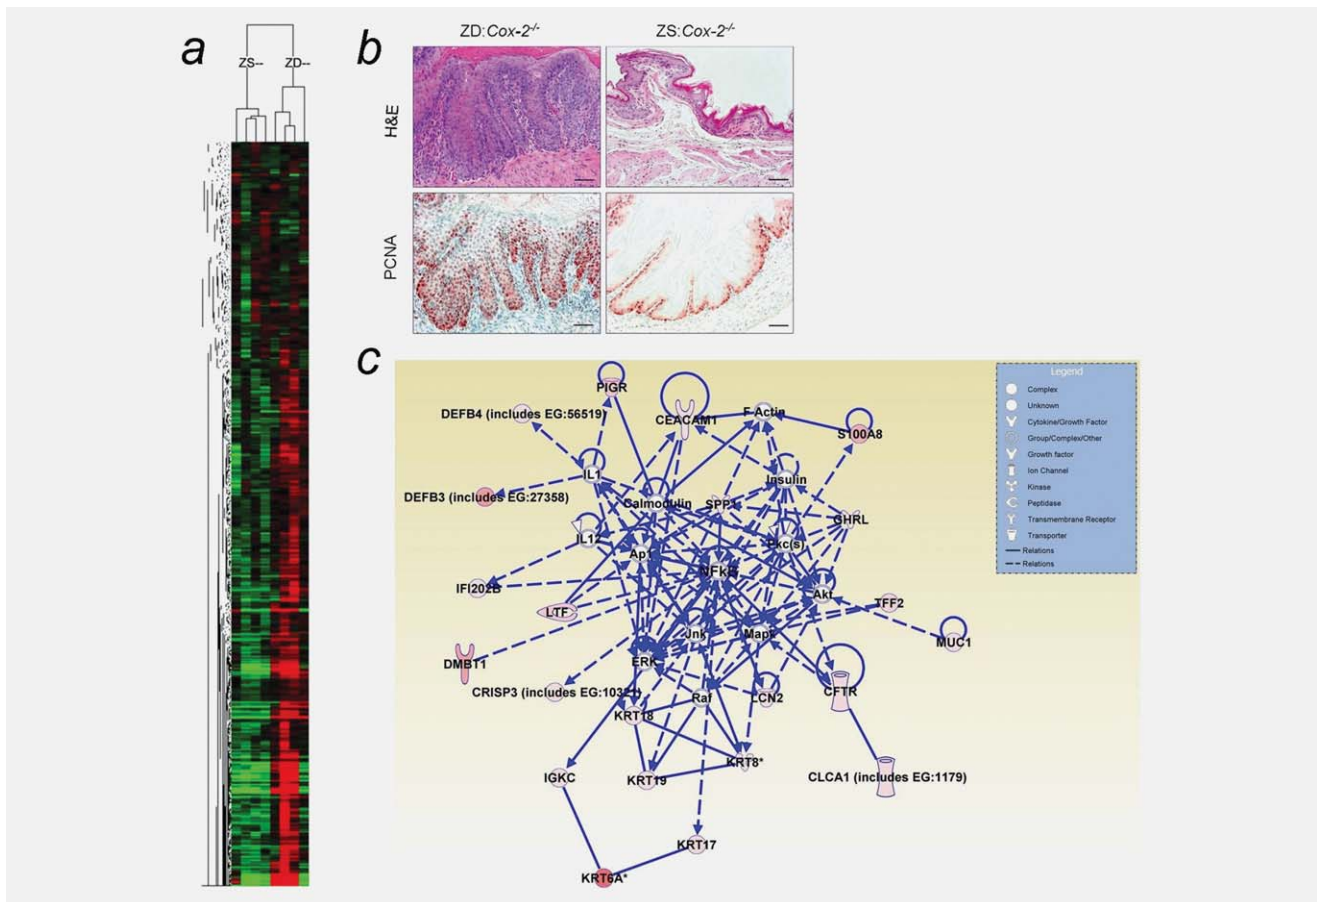 a
ZS--
ZD--
b
ZD:Cox-2-/-
ZS:Cox-2-/-
H&E
PCNA
c
PIGR
DEFB4 (includes EG:56519)
CEACAM1
F-Actin
S100A8
IL1
Insulin
DEFB3 (includes EG:27358)
Calmodulin
SPP1
GHRL
IL12
Ap1
Pkc(s)
NFkB
IFI202B
Akt
LTF
TFF2
Jnk
Mapk
MUC1
DMBT1
ERK
CRISP3 (includes EG:10321)
Raf
LCN2
CFTR
KRT18
KRT8*
IGKC
KRT19
CLCA1 (includes EG:1179)
KRT17
KRT6A*
Legend
Complex
Unknown
Cytokine/Growth Factor
Group/Complex/Other
Growth factor
Ion Channel
Kinase
Peptidase
Transmembrane Receptor
Transporter
Relations
Relations